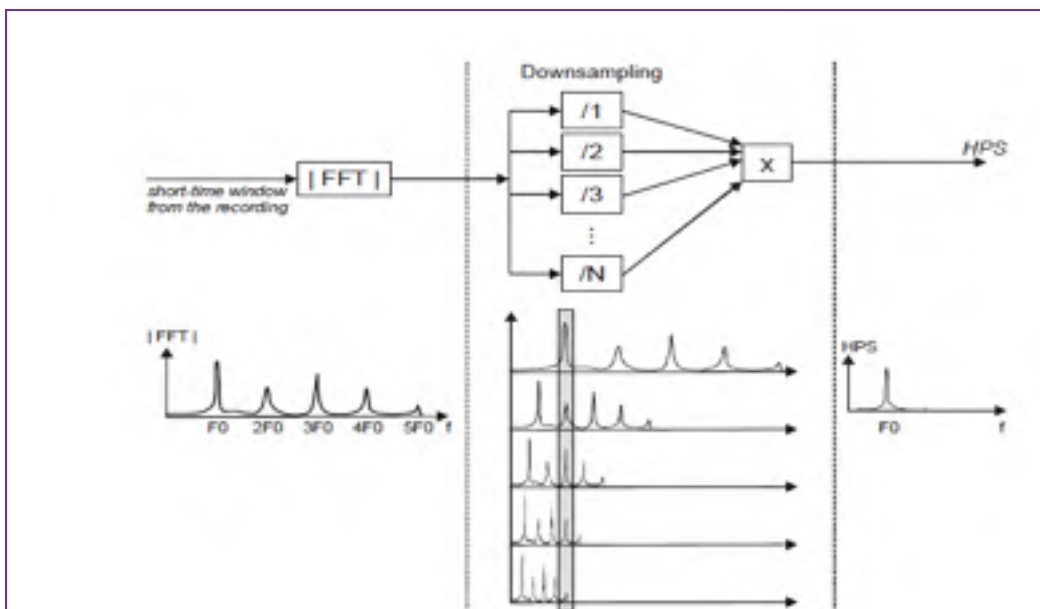 Downsampling
/1
/2
/3
⋮
/N
X
HPS
short-time window
from the recording
| FFT |
| FFT |
F0 2F0 3F0 4F0 5F0 f
HPS
F0 f